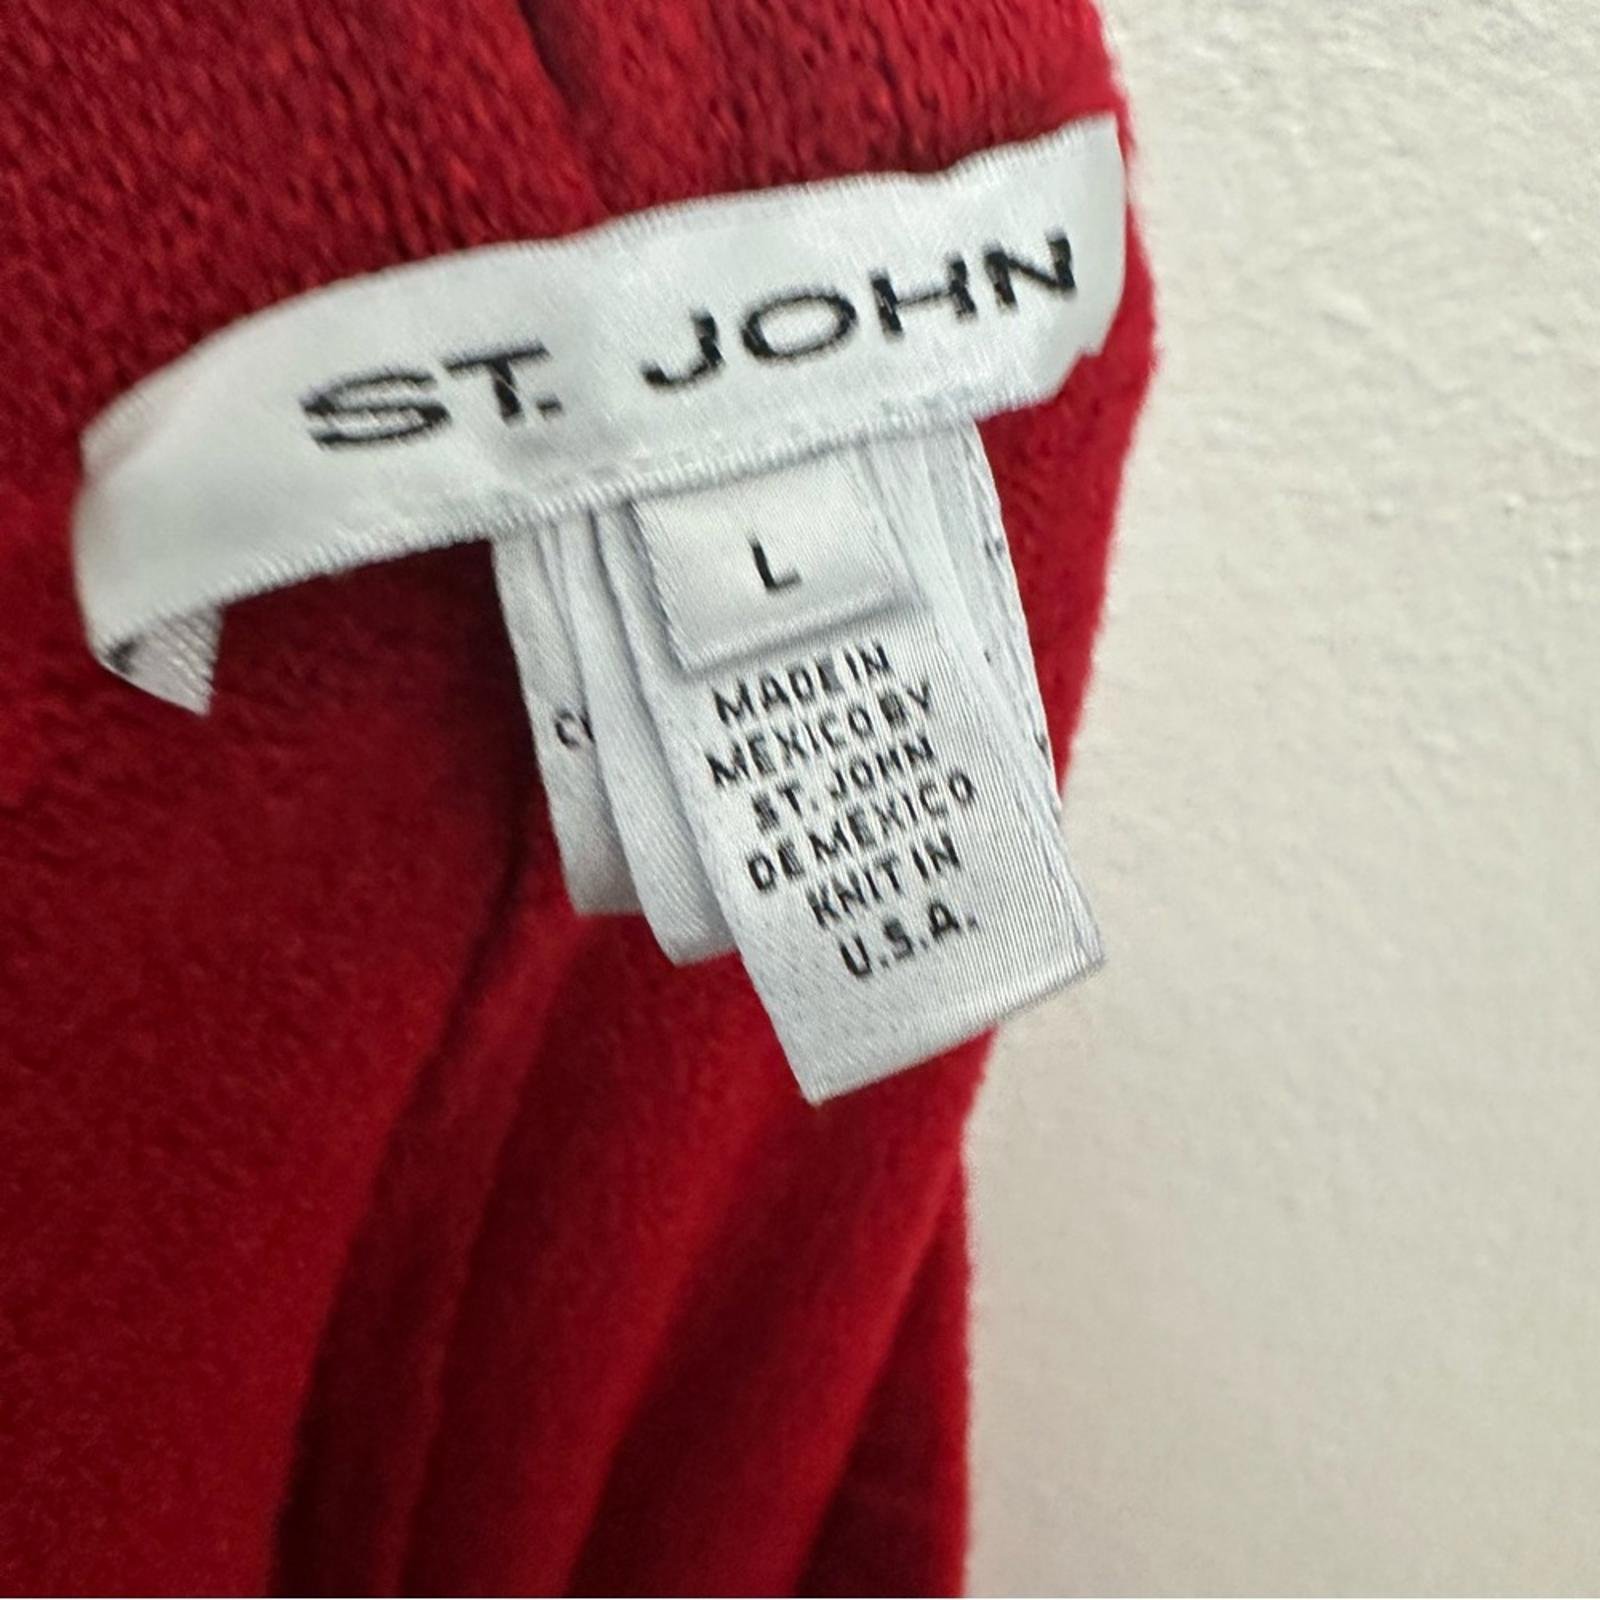 ST. JOHN
L
MADE IN
MEXICO BY
ST. JOHN
DE MEXICO
KNIT IN
U.S.A.